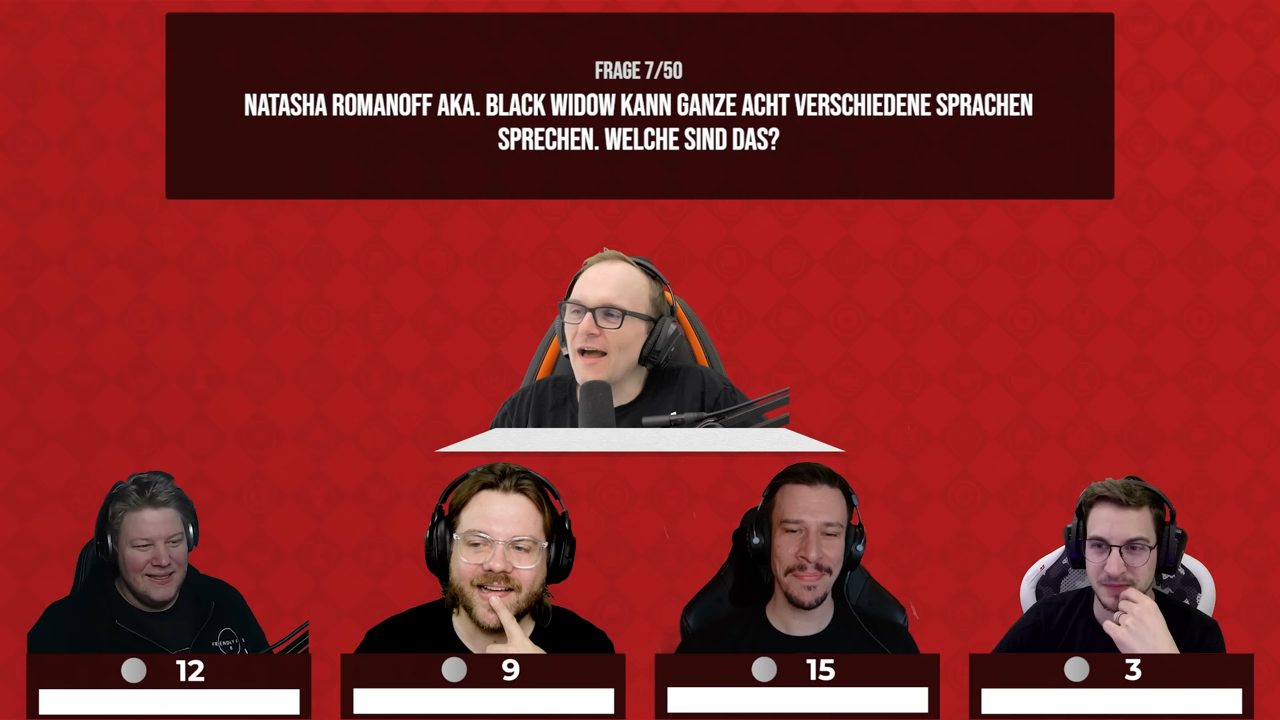 FRAGE 7/50
NATASHA ROMANOFF AKA. BLACK WIDOW KANN GANZE ACHT VERSCHIEDENE SPRACHEN
SPRECHEN. WELCHE SIND DAS?
12
9
15
3